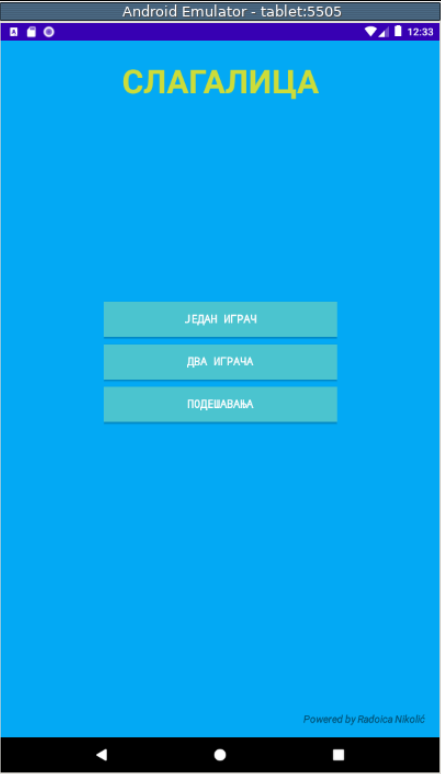 Android Emulator - tablet:5505
12:33
СЛАГАЛИЦА
ЈЕДАН ИГРАЧ
ДВА ИГРАЧА
ПОДЕШАВАЊА
Powered by Radoica Nikolić